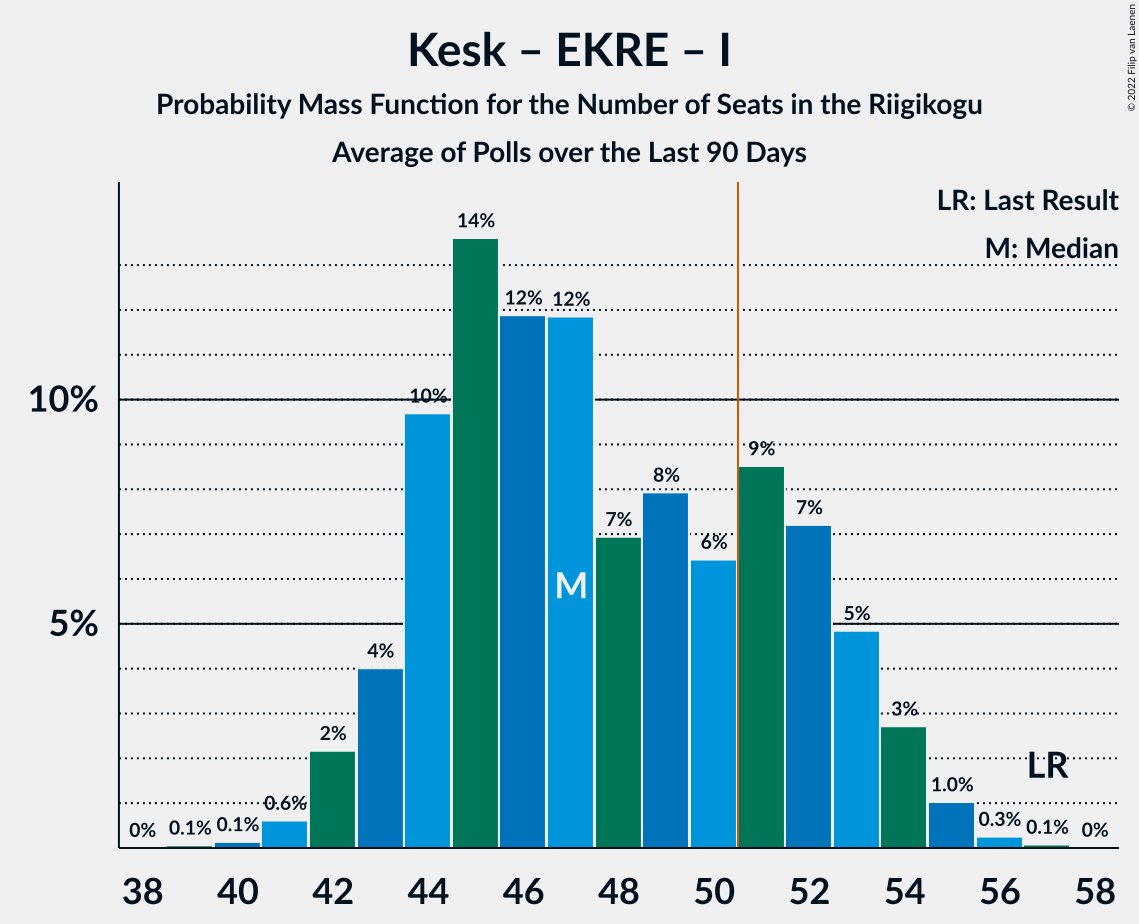 Kesk – EKRE – I
Probability Mass Function for the Number of Seats in the Riigikogu
Average of Polls over the Last 90 Days
© 2022 Filip van Laenen
LR: Last Result
M: Median
10%
5%
0%
0.1%
0.1%
0.6%
2%
4%
10%
14%
12%
12%
7%
8%
6%
9%
7%
5%
3%
1.0%
0.3%
0.1%
0%
M
LR
38 40 42 44 46 48 50 52 54 56 58